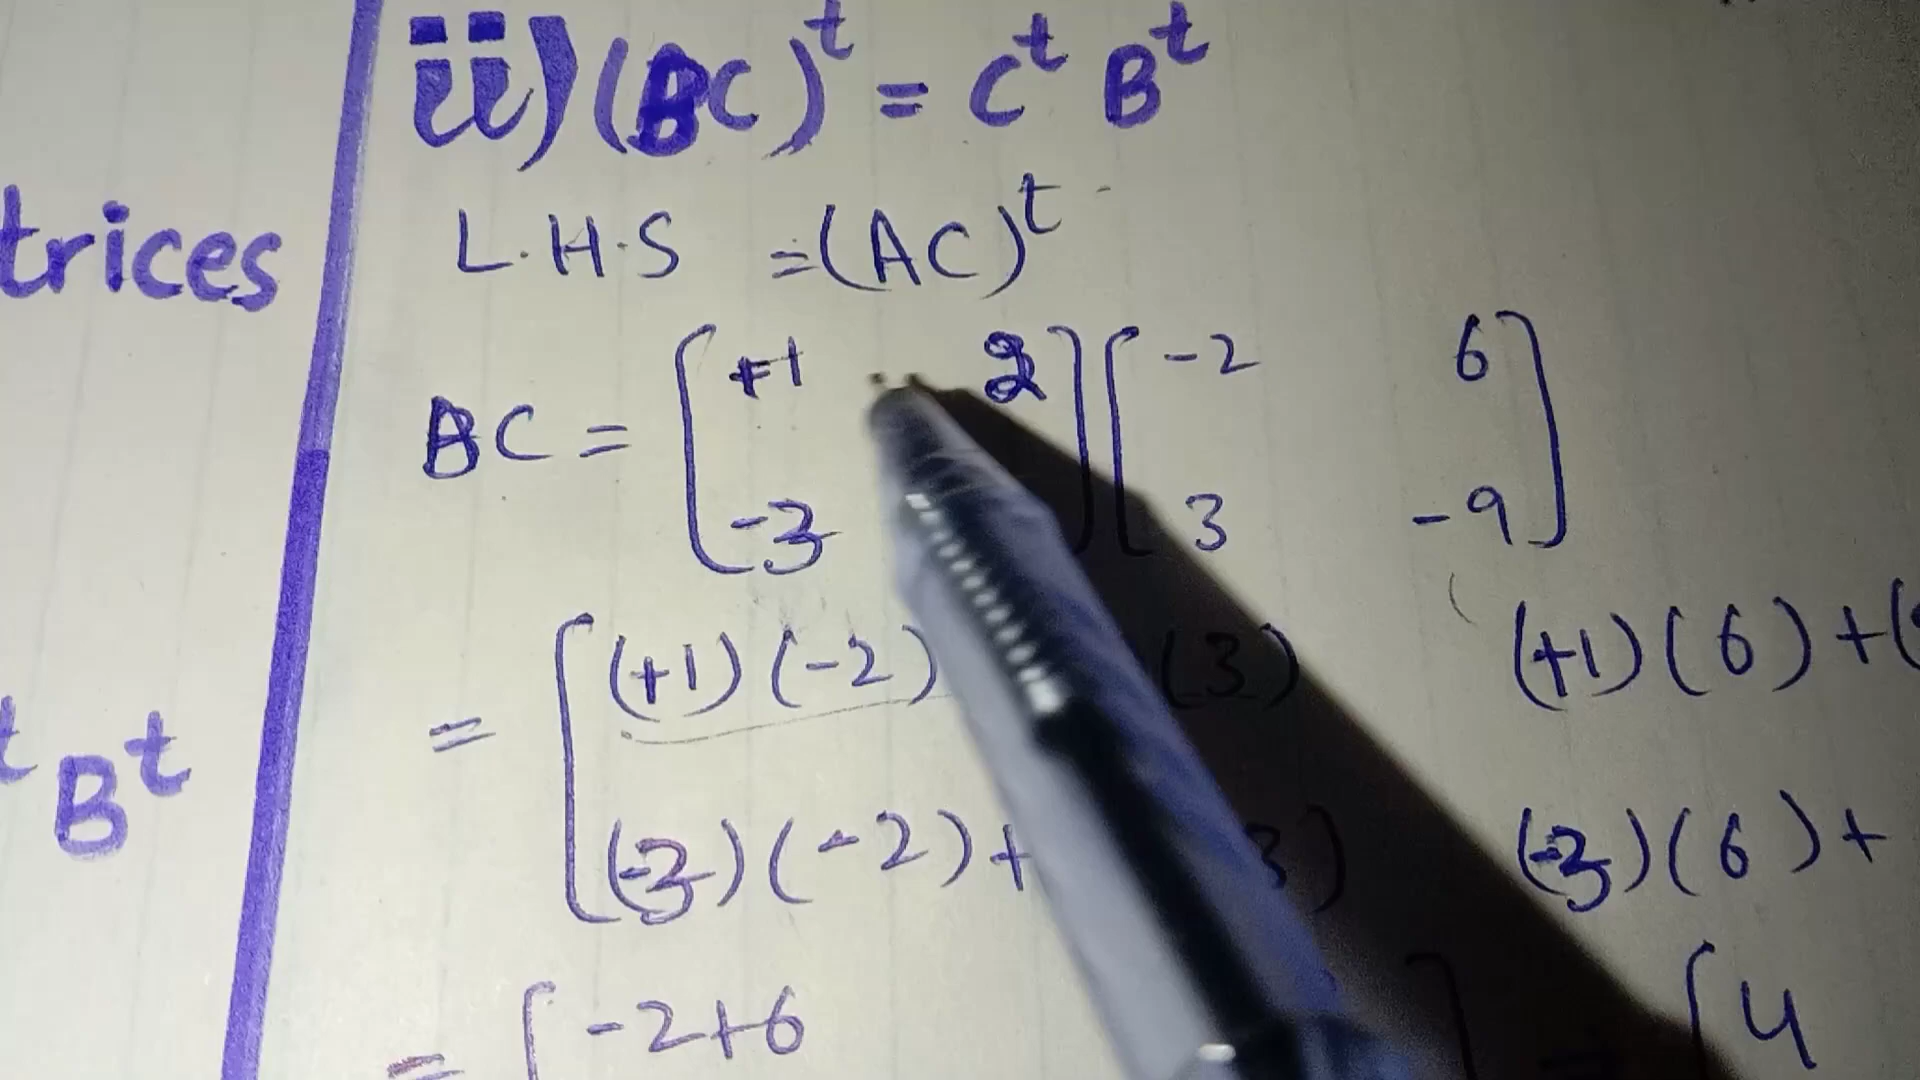 ii) (BC)^t = C^t B^t
trices
L.H.S = (AC)^t
BC = [ +1 2 -3 ] [ -2 6 3 -9 ]
= [ (+1)(-2) (3) (+1)(6)+(
t B^t
(-3)(-2)+ 3) (-3)(6)+
= [ -2+6 ] = [ 4